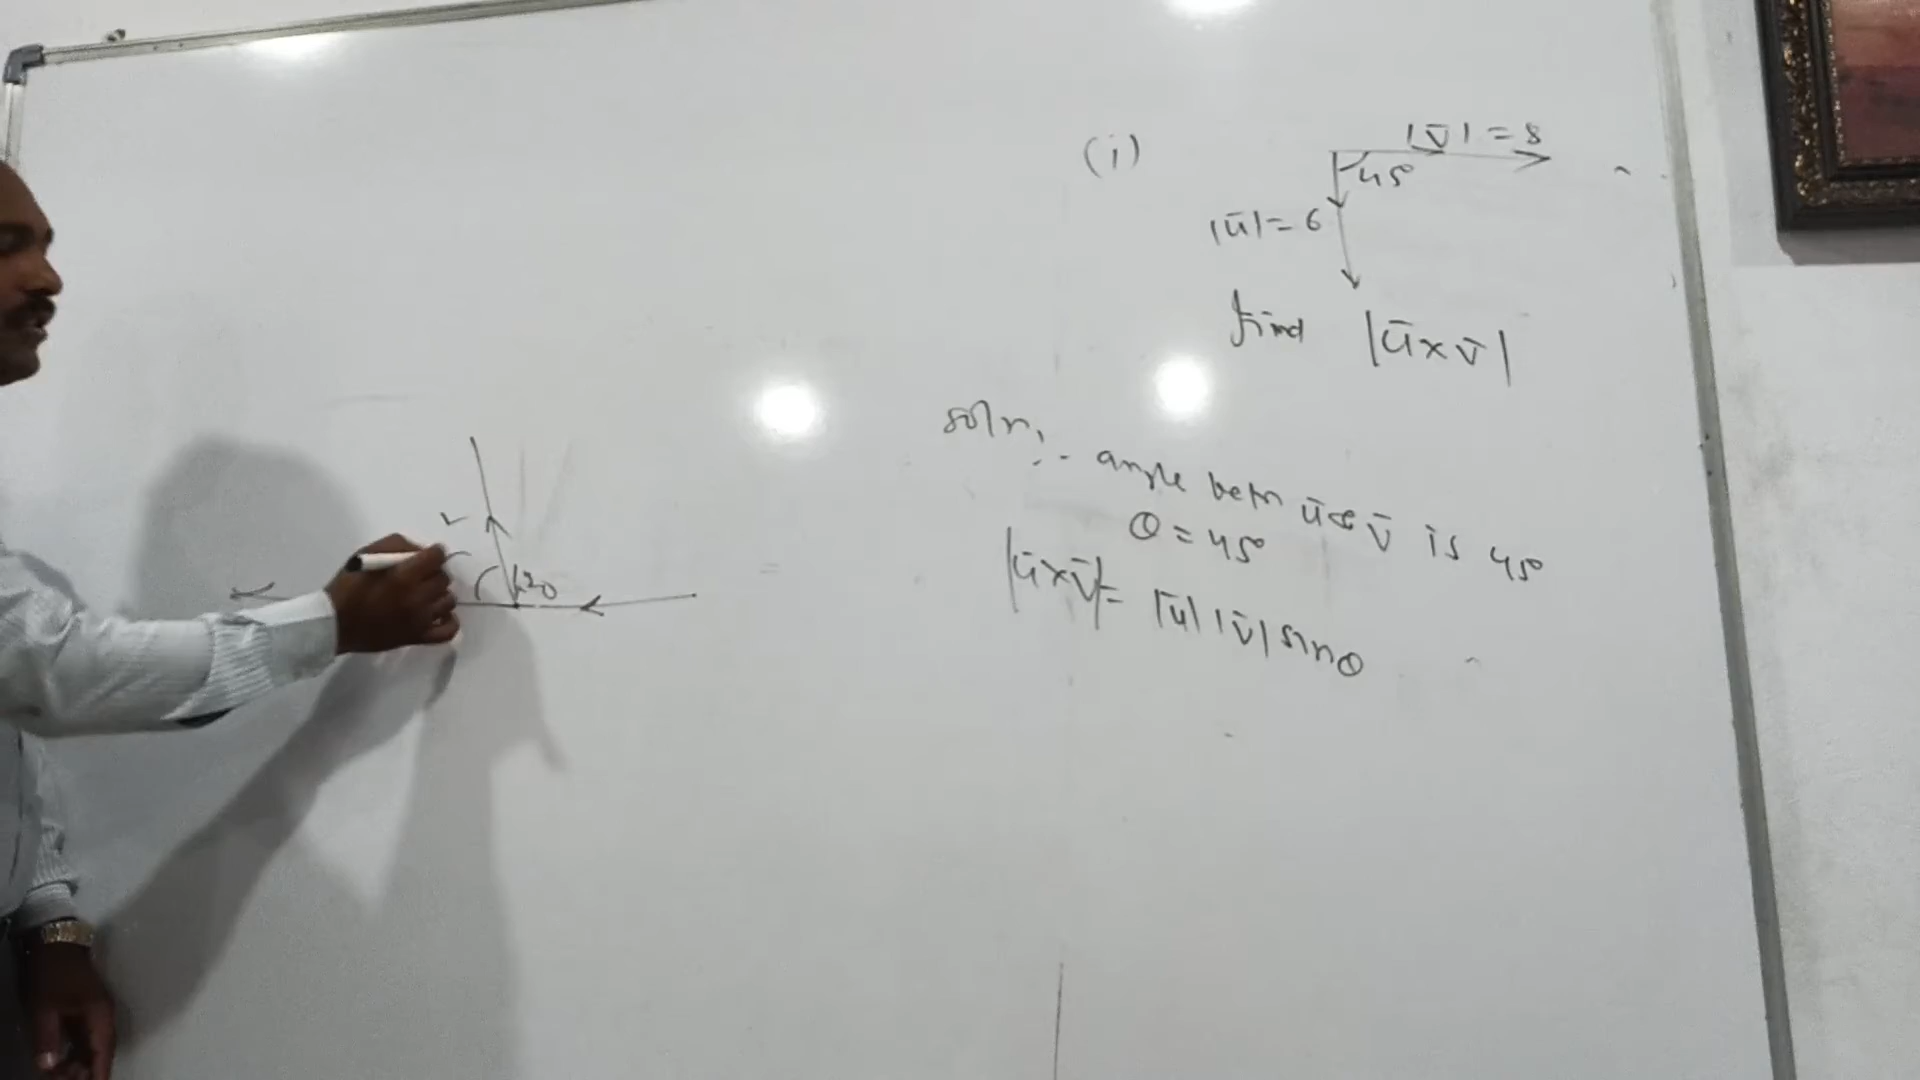 (i)
|v̄| = 8
45°
|ū| = 6
find |ū×v̄|
soln:- angle betn ū & v̄ is 45°
θ = 45°
|ū×v̄| = |ū| |v̄| sinθ
120